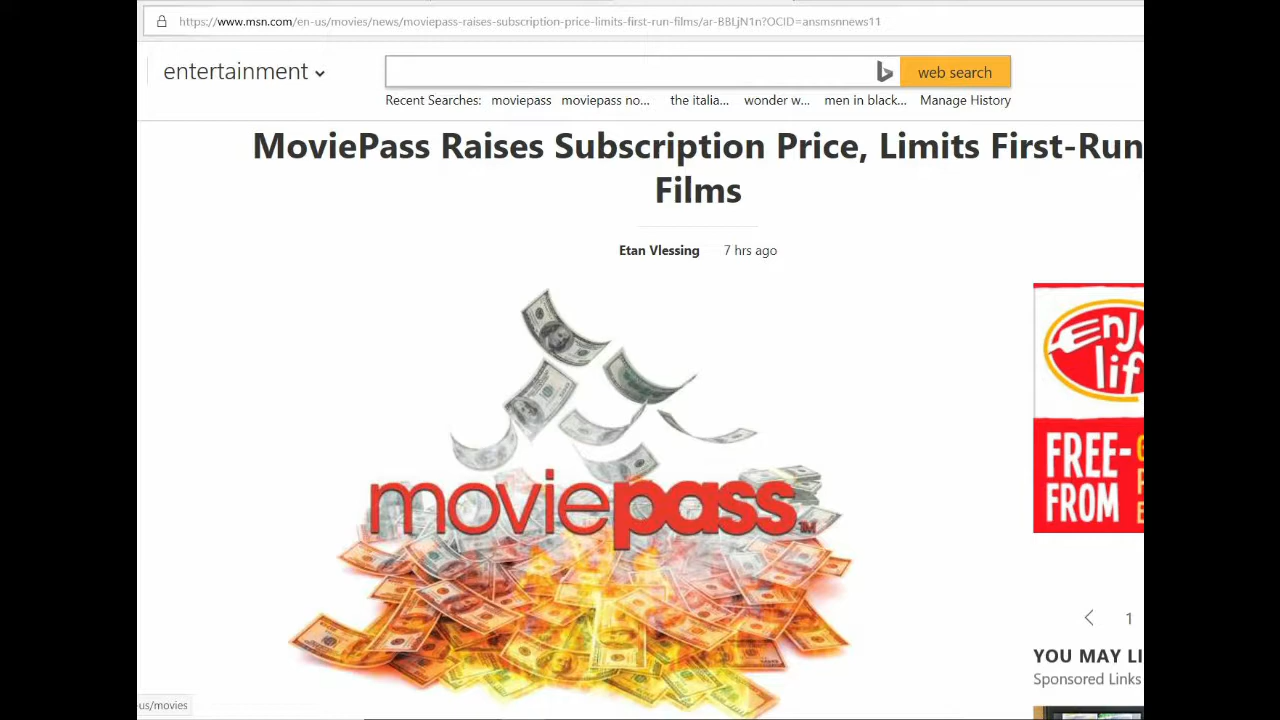 https://www.msn.com/en-us/movies/news/moviepass-raises-subscription-price-limits-first-run-films/ar-BBLjN1n?OCID=ansmsnnews11
entertainment
web search
Recent Searches: moviepass moviepass no... the italia... wonder w... men in black... Manage History
MoviePass Raises Subscription Price, Limits First-Run
Films
Etan Vlessing 7 hrs ago
moviepass™
Enjo
lif
FREE-
FROM
1
YOU MAY LI
Sponsored Links
us/movies